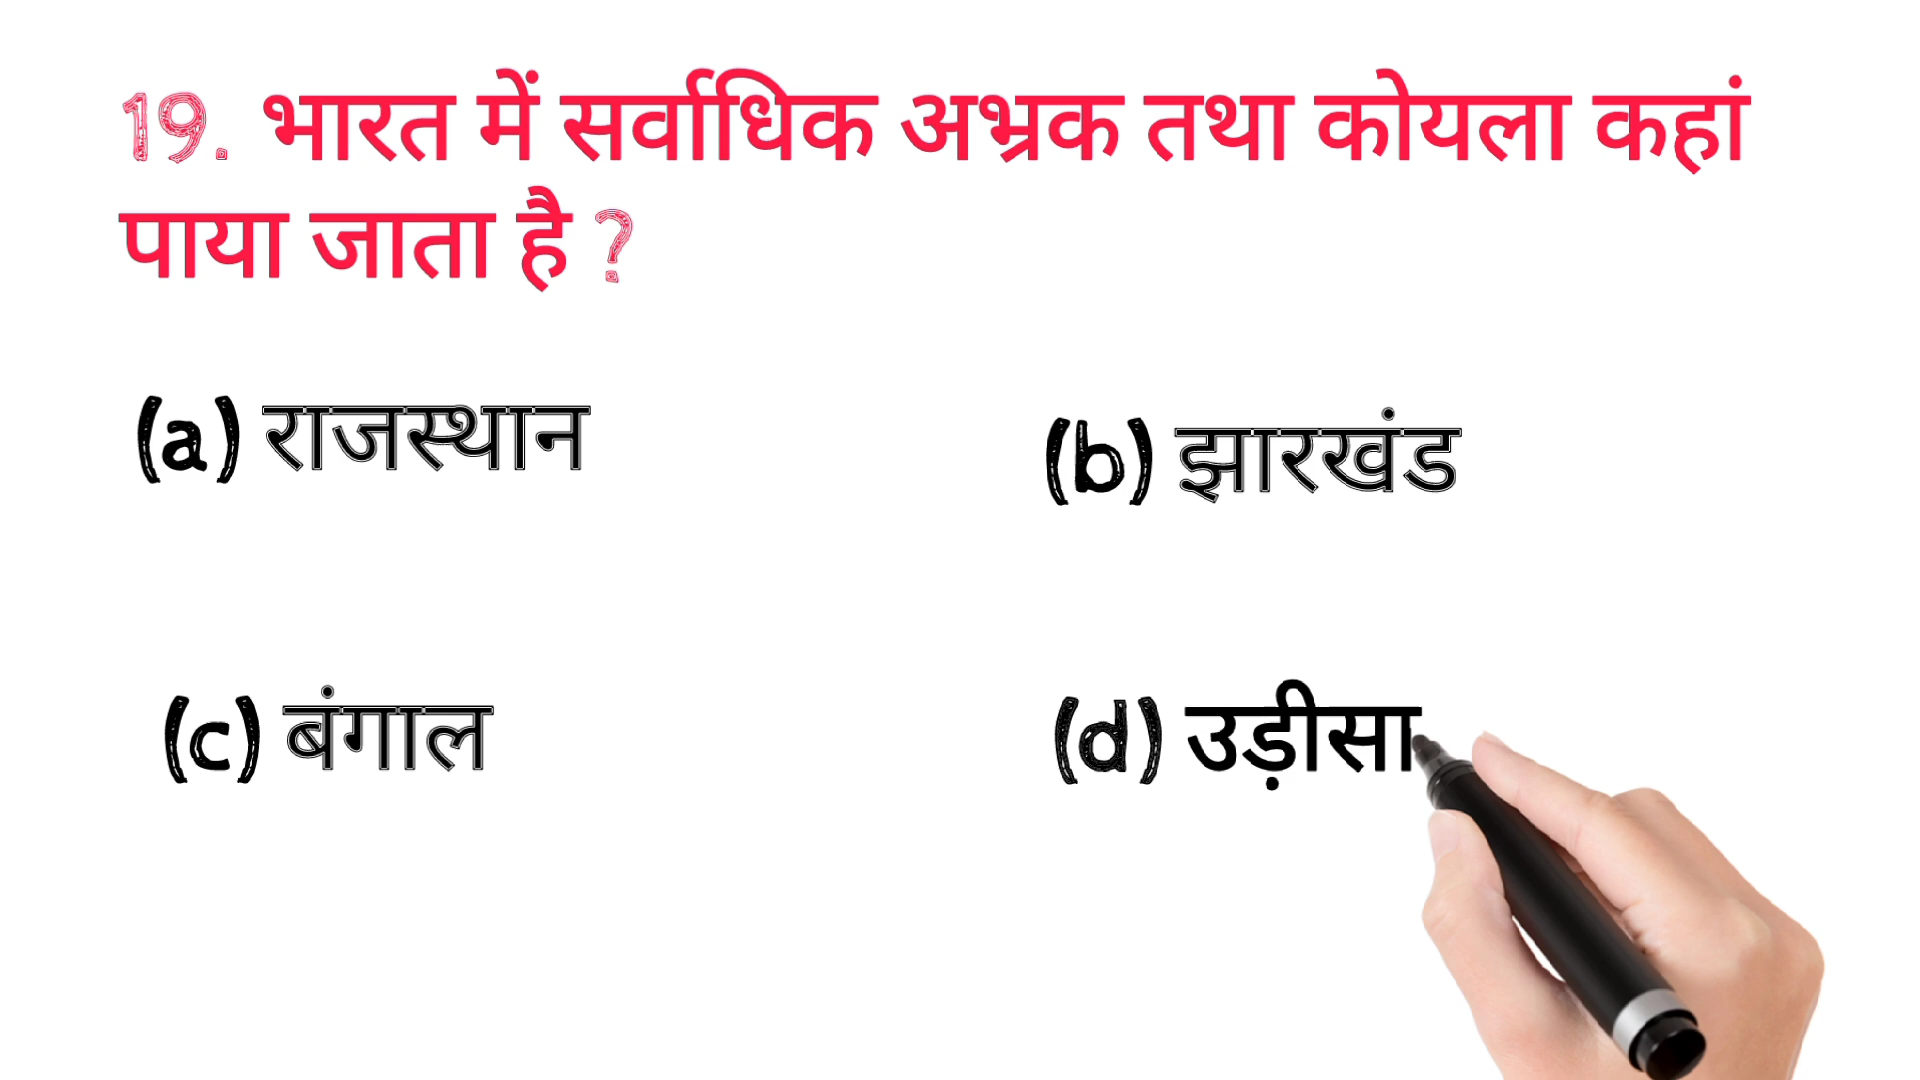 19. भारत में सर्वाधिक अभ्रक तथा कोयला कहां
पाया जाता है ?
(a) राजस्थान
(b) झारखंड
(c) बंगाल
(d) उड़ीसा